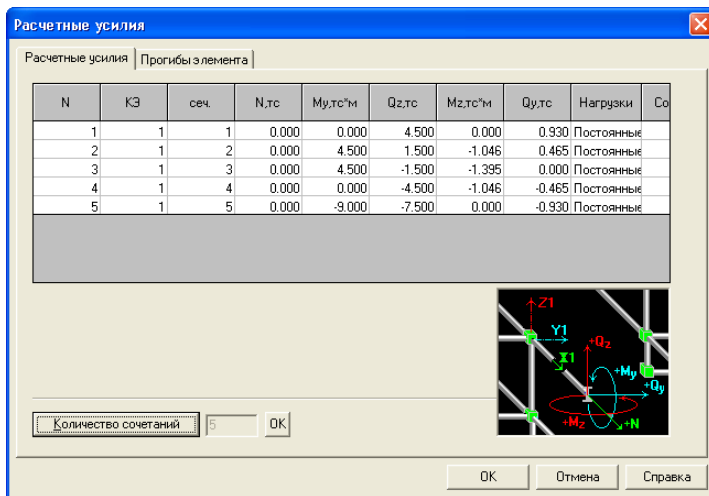 Расчетные усилия
Расчетные усилия Прогибы элемента
N КЭ сеч. N,тс My,тс*м Qz,тс Mz,тс*м Qy,тс Нагрузки Со
1 1 1 0.000 0.000 4.500 0.000 0.930 Постоянные
2 1 2 0.000 4.500 1.500 -1.046 0.465 Постоянные
3 1 3 0.000 4.500 -1.500 -1.395 0.000 Постоянные
4 1 4 0.000 0.000 -4.500 -1.046 -0.465 Постоянные
5 1 5 0.000 -9.000 -7.500 0.000 -0.930 Постоянные
Z1
Y1
+Qz
X1
+My
+Qy
+Mz
+N
Количество сочетаний 5 OK
OK Отмена Справка